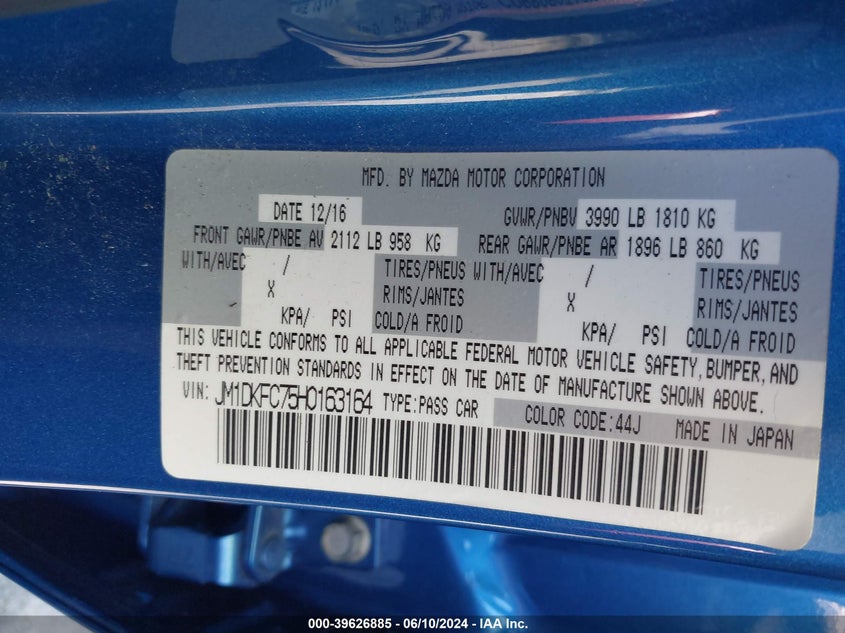 MFD. BY MAZDA MOTOR CORPORATION
DATE 12/16 GVWR/PNBV 3990 LB 1810 KG
FRONT GAWR/PNBE AV 2112 LB 958 KG REAR GAWR/PNBE AR 1896 LB 860 KG
WITH/AVEC / TIRES/PNEUS WITH/AVEC / TIRES/PNEUS
X RIMS/JANTES X RIMS/JANTES
KPA/ PSI COLD/A FROID KPA/ PSI COLD/A FROID
THIS VEHICLE CONFORMS TO ALL APPLICABLE FEDERAL MOTOR VEHICLE SAFETY, BUMPER, AND
THEFT PREVENTION STANDARDS IN EFFECT ON THE DATE OF MANUFACTURE SHOWN ABOVE.
VIN: JM1DKFC75H0163164 TYPE:PASS CAR COLOR CODE:44J MADE IN JAPAN
000-39626885 - 06/10/2024 - IAA Inc.